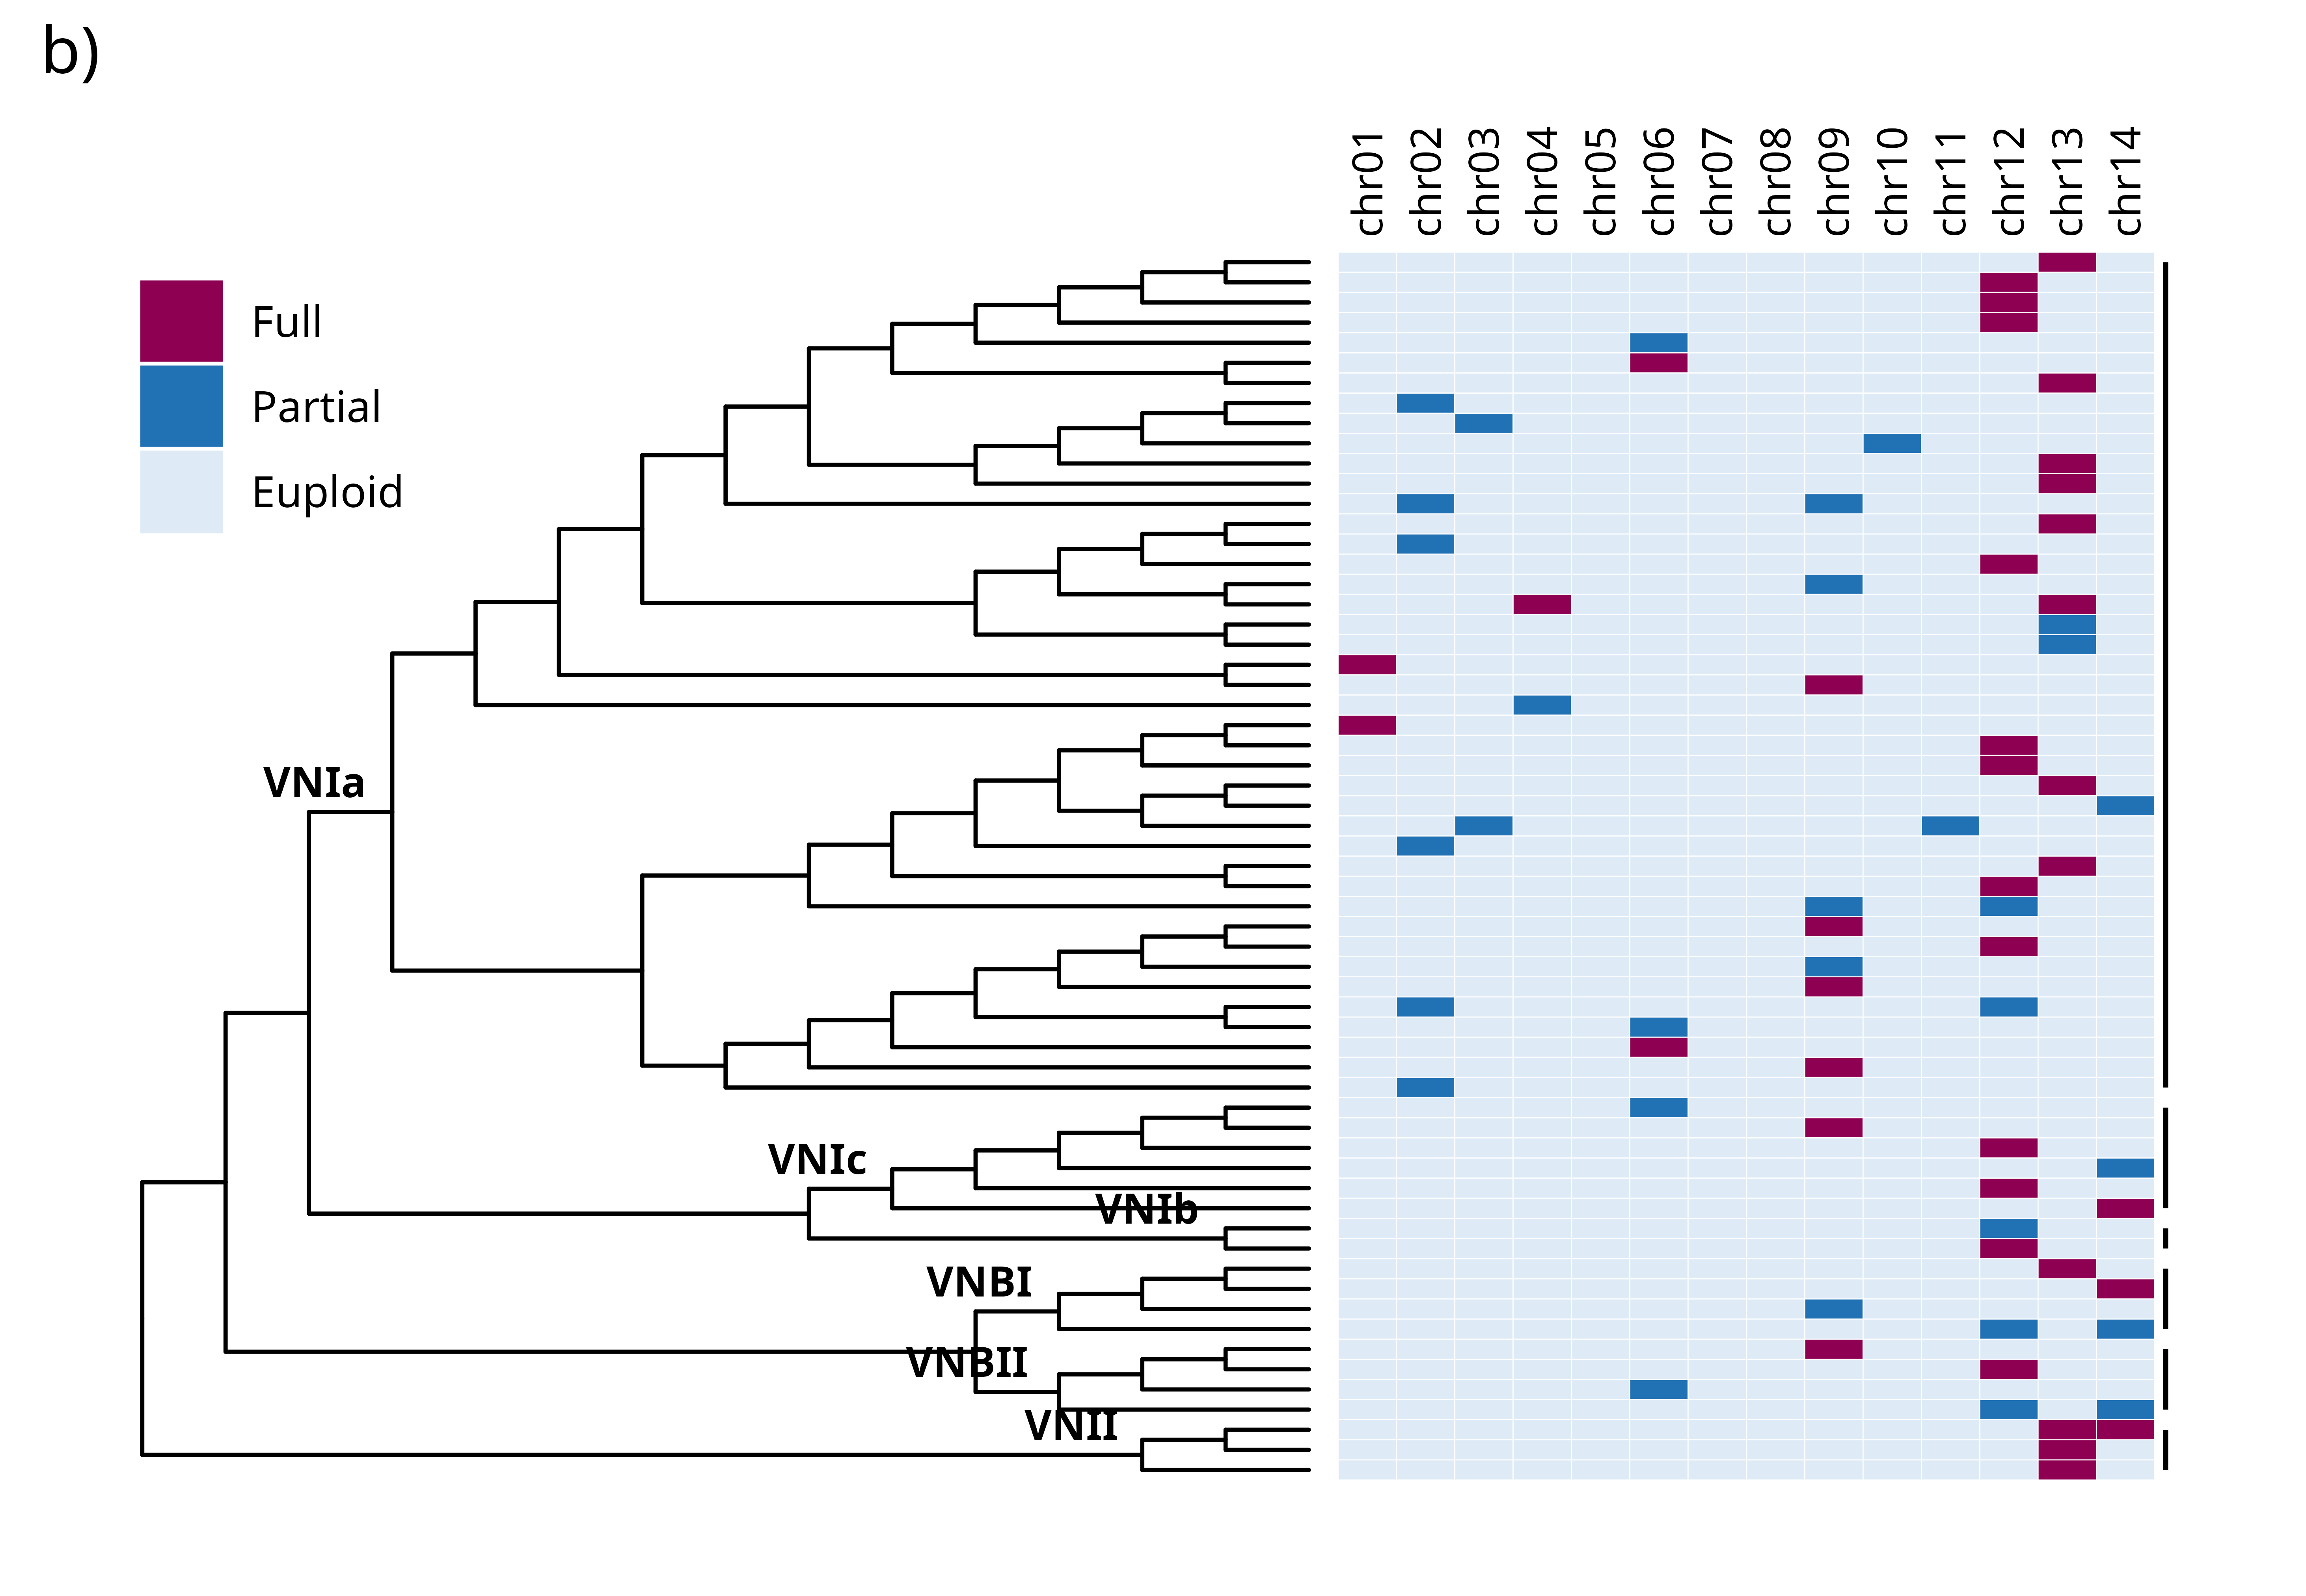 b)
chr01
chr02
chr03
chr04
chr05
chr06
chr07
chr08
chr09
chr10
chr11
chr12
chr13
chr14
Full
Partial
Euploid
VNIa
VNIc
VNIb
VNBI
VNBII
VNII